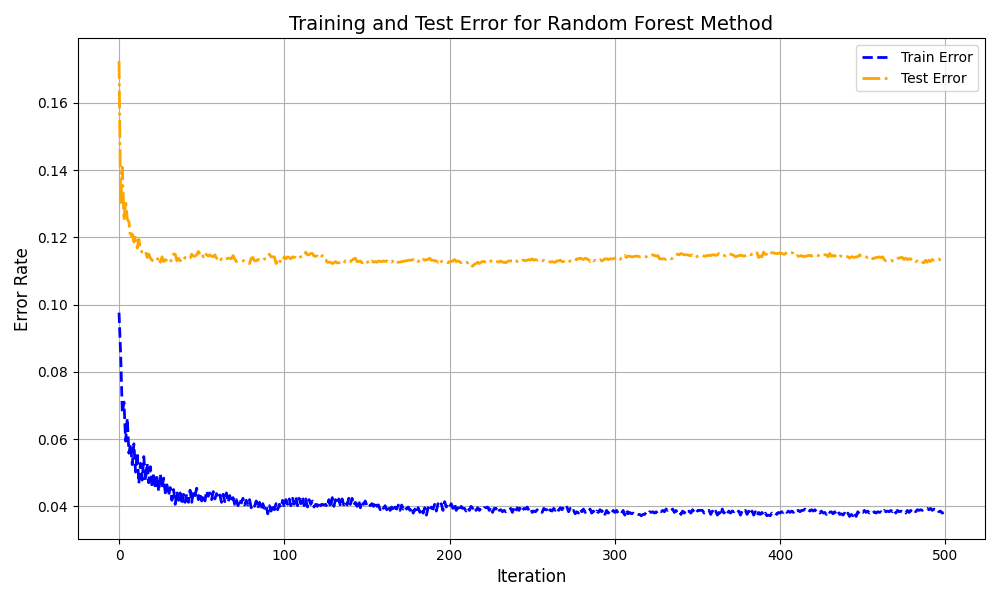 Training and Test Error for Random Forest Method
Train Error
Test Error
Error Rate
0.16
0.14
0.12
0.10
0.08
0.06
0.04
0 100 200 300 400 500
Iteration